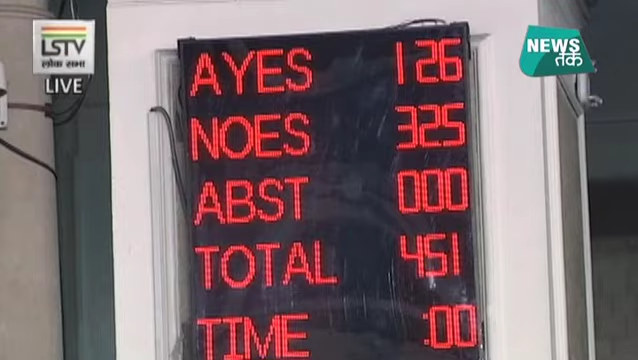 LSTV
लोक सभा
LIVE
NEWS
तक
AYES 126
NOES 325
ABST 000
TOTAL 451
TIME :00